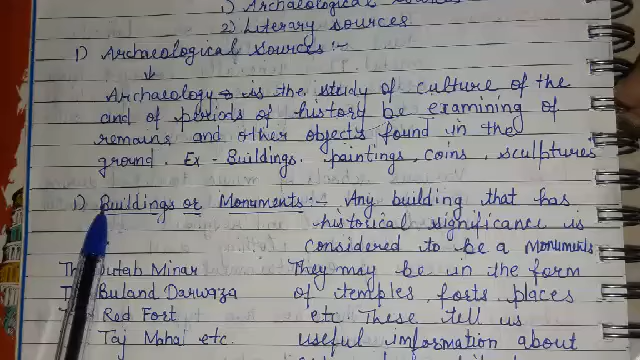 1) Archaeological sources
2) Literary sources
1) Archaeological sources :-
↓
Archaeology → is the study of culture of the
and of periods of history be examining of
remains and other objects found in the
ground. Ex - Buildings. paintings, coins, sculptures
1) Buildings or Monuments :- Any building that has
historical significance is
considered to be a Monuments
Qutab Minar They may be in the form
Buland Darwaza of temples, forts, places
Red Fort etc. These tell us
Taj Mahal etc. useful information about